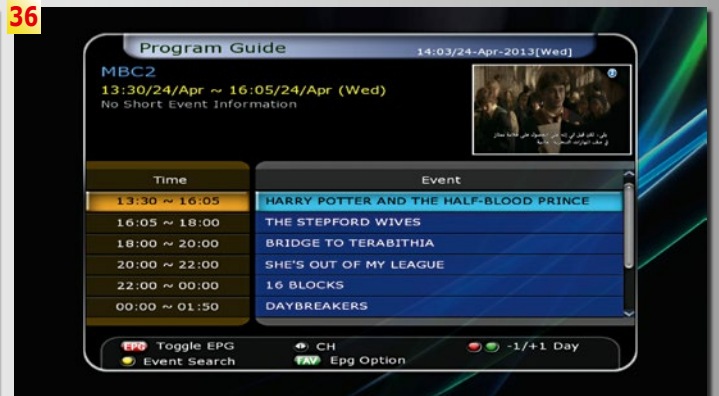 36
Program Guide
14:03/24-Apr-2013[Wed]
MBC2
13:30/24/Apr ~ 16:05/24/Apr (Wed)
No Short Event Information
Time
Event
13:30 ~ 16:05 HARRY POTTER AND THE HALF-BLOOD PRINCE
16:05 ~ 18:00 THE STEPFORD WIVES
18:00 ~ 20:00 BRIDGE TO TERABITHIA
20:00 ~ 22:00 SHE'S OUT OF MY LEAGUE
22:00 ~ 00:00 16 BLOCKS
00:00 ~ 01:50 DAYBREAKERS
EPG Toggle EPG CH -1/+1 Day
Event Search FAV Epg Option